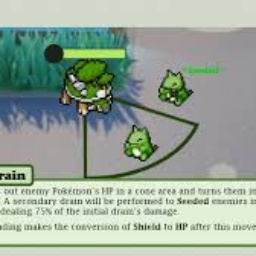 Seeded
rain
out enemy Pokémon's HP in a cone area and turns them in
A secondary drain will be performed to Seeded enemies in
dealing 75% of the initial drain's damage.
ding makes the conversion of Shield to HP after this move